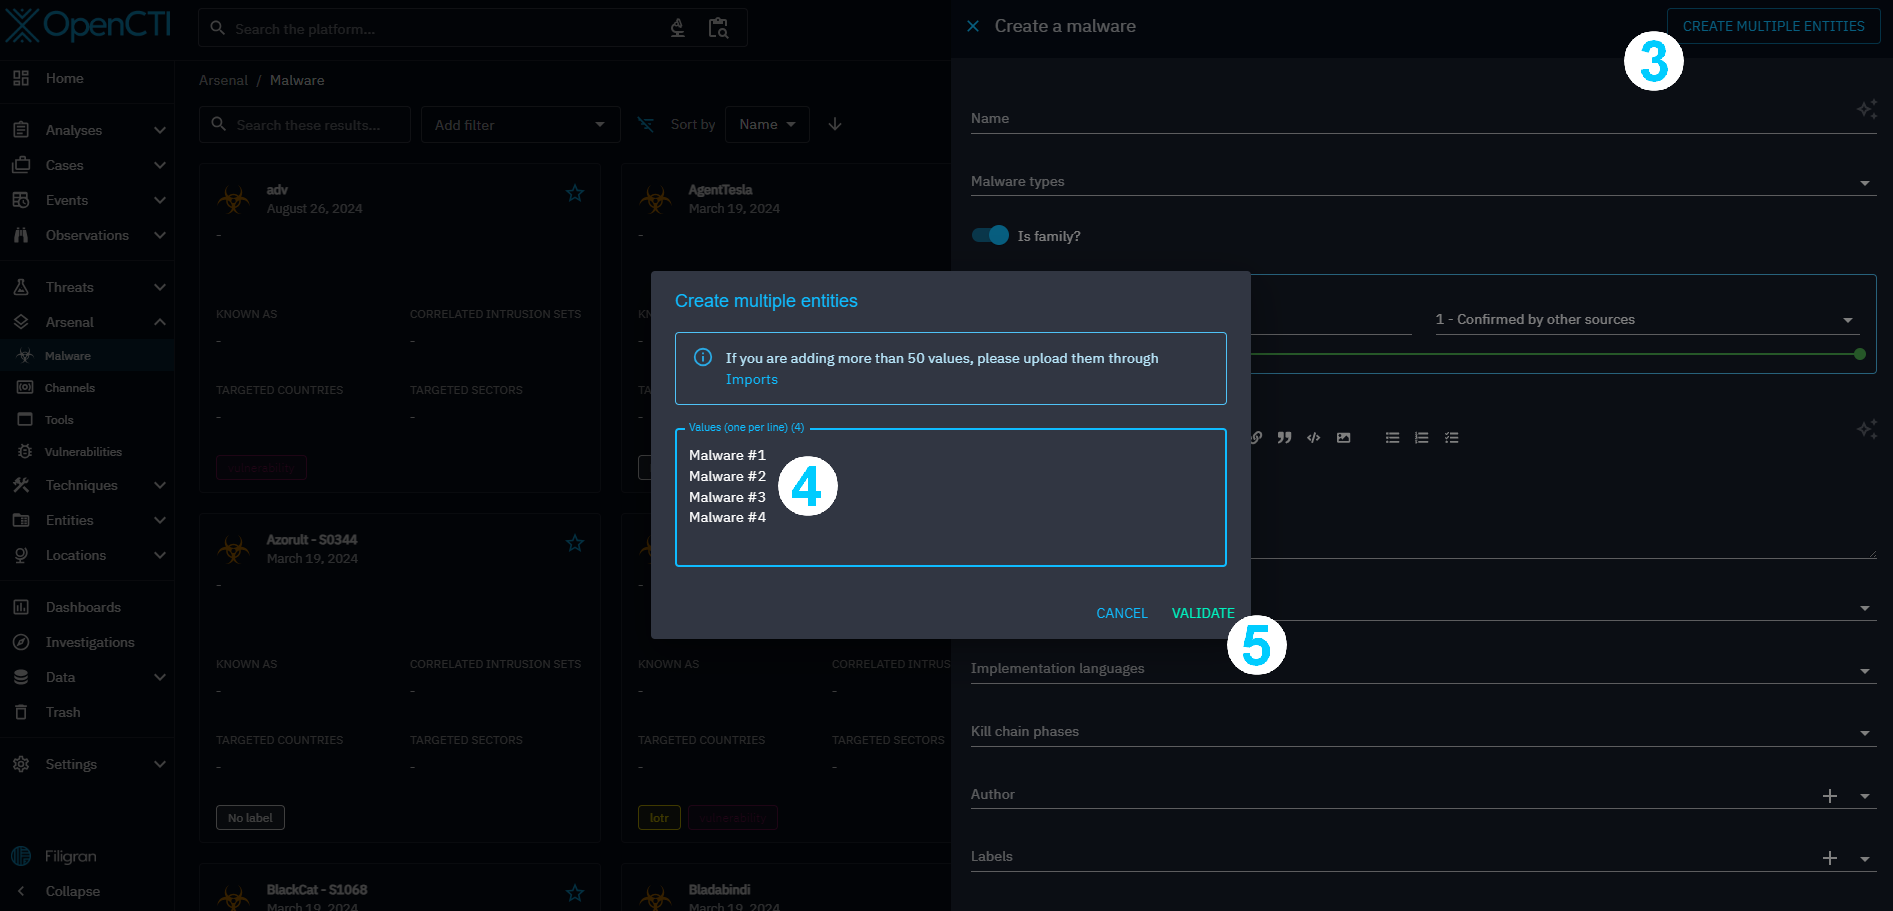 OpenCTI
Search the platform...
Create a malware
CREATE MULTIPLE ENTITIES
3
Home
Analyses
Cases
Events
Observations
Threats
Arsenal
Malware
Channels
Tools
Vulnerabilities
Techniques
Entities
Locations
Dashboards
Investigations
Data
Trash
Settings
Filigran
Collapse
Arsenal / Malware
Search these results...
Add filter
Sort by
Name
adv
August 26, 2024
-
KNOWN AS
CORRELATED INTRUSION SETS
-
-
TARGETED COUNTRIES
TARGETED SECTORS
-
-
vulnerability
AgentTesla
March 19, 2024
-
Azorult - S0344
March 19, 2024
-
KNOWN AS
CORRELATED INTRUSION SETS
-
-
TARGETED COUNTRIES
TARGETED SECTORS
-
-
No label
KNOWN AS
CORRELATED INTRUS
-
-
TARGETED COUNTRIES
TARGETED SECTORS
-
-
lotr
vulnerability
BlackCat - S1068
March 19, 2024
Bladabindi
March 19, 2024
Name
Malware types
Is family?
1 - Confirmed by other sources
Implementation languages
Kill chain phases
Author
Labels
Create multiple entities
If you are adding more than 50 values, please upload them through
Imports
Values (one per line) (4)
Malware #1
Malware #2
Malware #3
Malware #4
4
CANCEL
VALIDATE
5